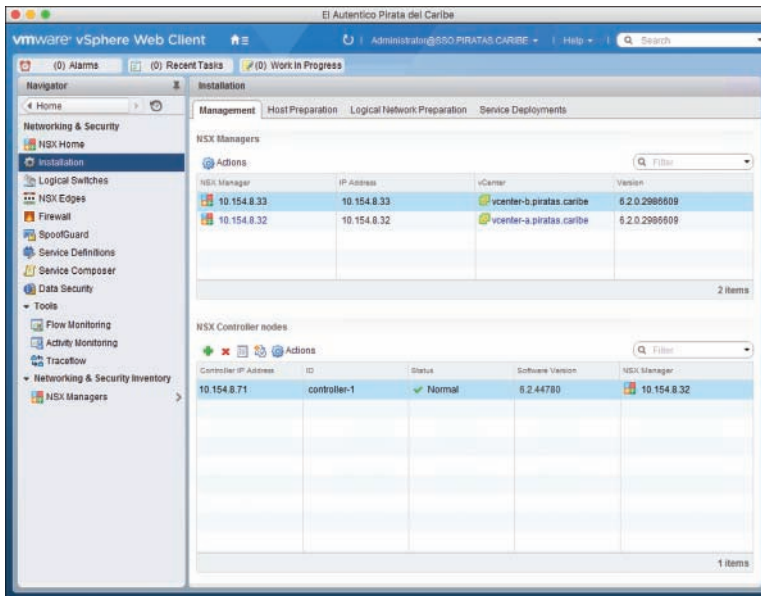 El Autentico Pirata del Caribe
vmware® vSphere Web Client
Administrator@SSO.PIRATAS.CARIBE
Help
Search
(0) Alarms
(0) Recent Tasks
(0) Work In Progress
Navigator
Home
Networking & Security
NSX Home
Installation
Logical Switches
NSX Edges
Firewall
SpoofGuard
Service Definitions
Service Composer
Data Security
Tools
Flow Monitoring
Activity Monitoring
Traceflow
Networking & Security Inventory
NSX Managers
Installation
Management Host Preparation Logical Network Preparation Service Deployments
NSX Managers
Actions
Filter
NSX Manager IP Address vCenter Version
10.154.8.33 10.154.8.33 vcenter-b.piratas.caribe 6.2.0.2986609
10.154.8.32 10.154.8.32 vcenter-a.piratas.caribe 6.2.0.2986609
2 items
NSX Controller nodes
Actions
Filter
Controller IP Address ID Status Software Version NSX Manager
10.154.8.71 controller-1 Normal 6.2.44780 10.154.8.32
1 items